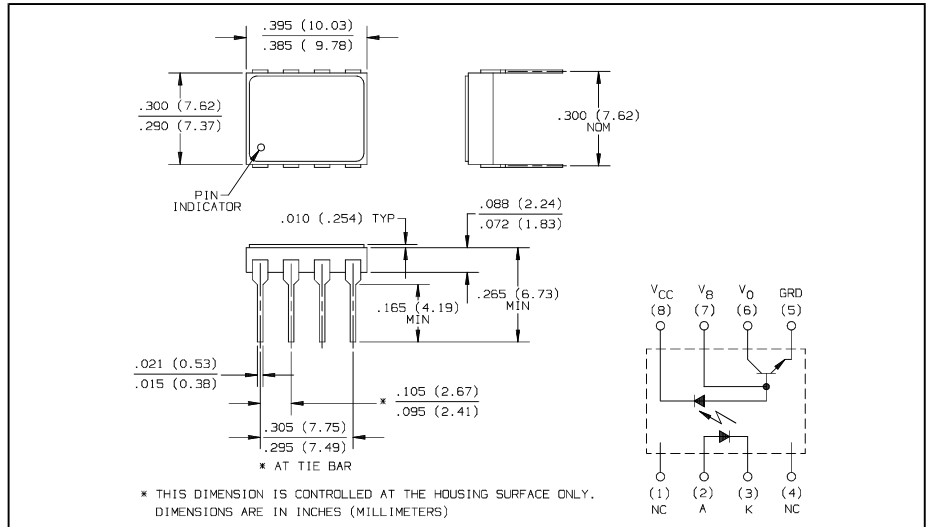 .395 (10.03)
.385 ( 9.78)
.300 (7.62)
.290 (7.37)
.300 (7.62)
NOM
PIN
INDICATOR
.010 (.254) TYP
.088 (2.24)
.072 (1.83)
.165 (4.19)
MIN
.265 (6.73)
MIN
.021 (0.53)
.015 (0.38)
* .105 (2.67)
.095 (2.41)
.305 (7.75)
.295 (7.49)
* AT TIE BAR
VCC VB VO GRD
(8) (7) (6) (5)
(1) (2) (3) (4)
NC A K NC
* THIS DIMENSION IS CONTROLLED AT THE HOUSING SURFACE ONLY.
DIMENSIONS ARE IN INCHES (MILLIMETERS)